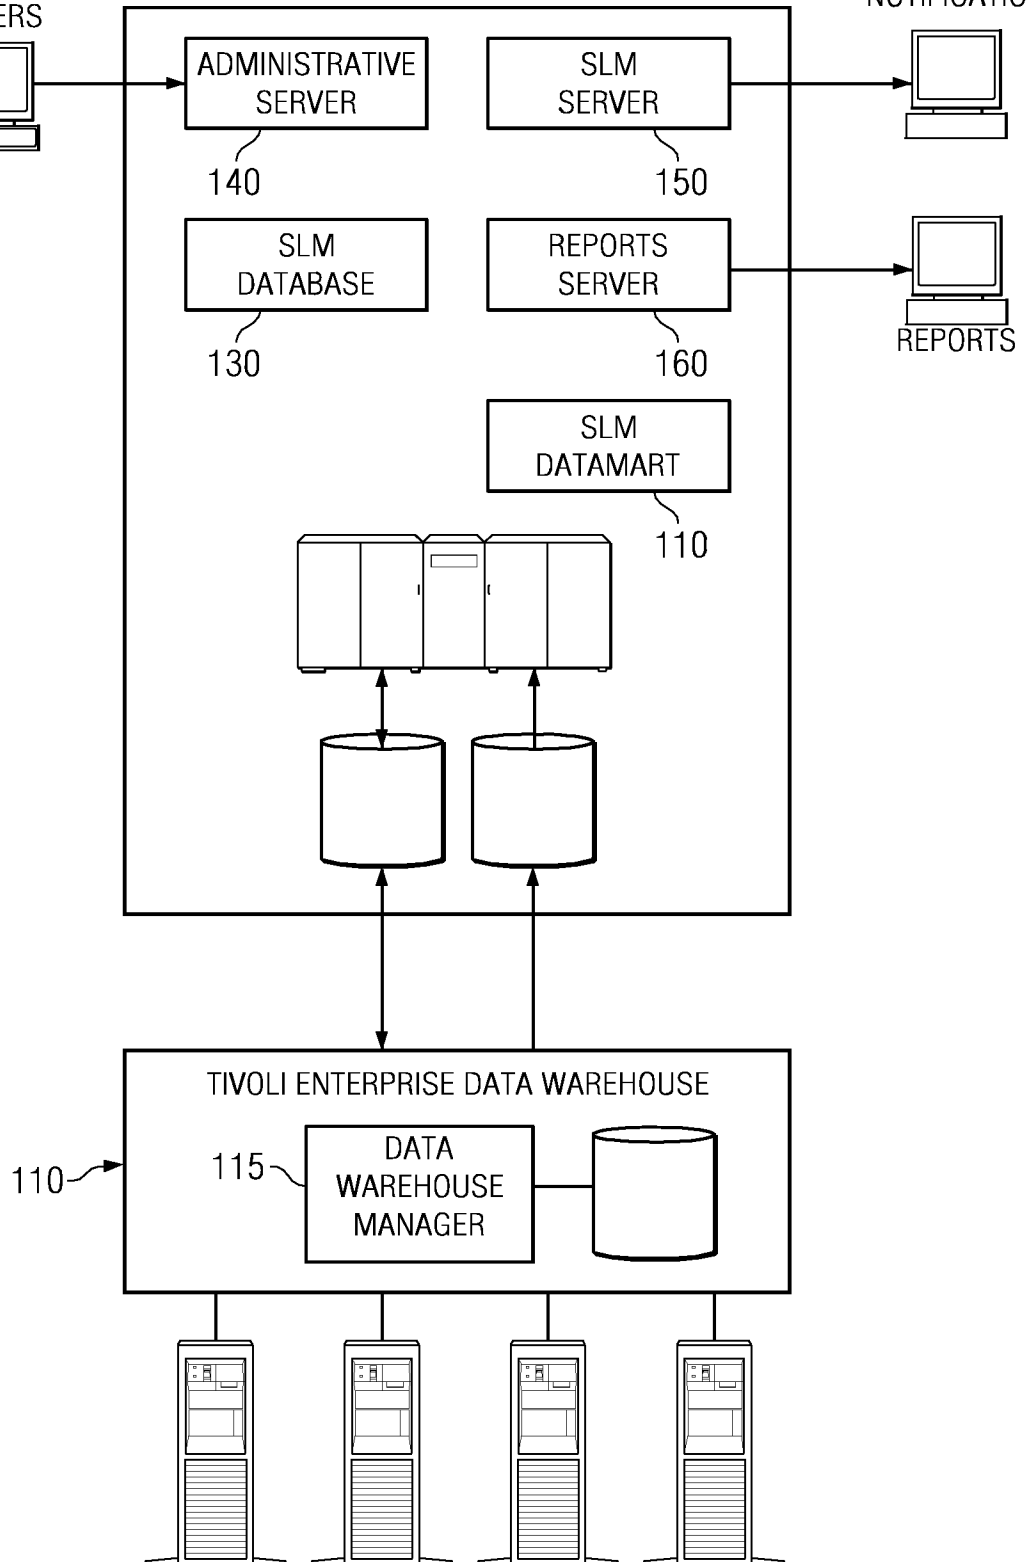 ADMINISTRATIVE
SERVER
140
SLM
SERVER
150
SLM
DATABASE
130
REPORTS
SERVER
160
REPORTS
SLM
DATAMART
110
TIVOLI ENTERPRISE DATA WAREHOUSE
110
115
DATA
WAREHOUSE
MANAGER